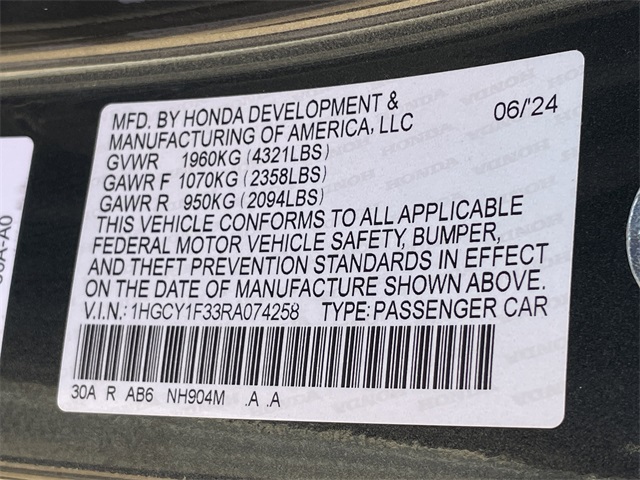 MFD. BY HONDA DEVELOPMENT & 06/'24
MANUFACTURING OF AMERICA, LLC
GVWR 1960KG (4321LBS)
GAWR F 1070KG (2358LBS)
GAWR R 950KG (2094LBS)
THIS VEHICLE CONFORMS TO ALL APPLICABLE
FEDERAL MOTOR VEHICLE SAFETY, BUMPER,
AND THEFT PREVENTION STANDARDS IN EFFECT
ON THE DATE OF MANUFACTURE SHOWN ABOVE.
V.I.N.: 1HGCY1F33RA074258 TYPE: PASSENGER CAR
30A R AB6 NH904M .A .A